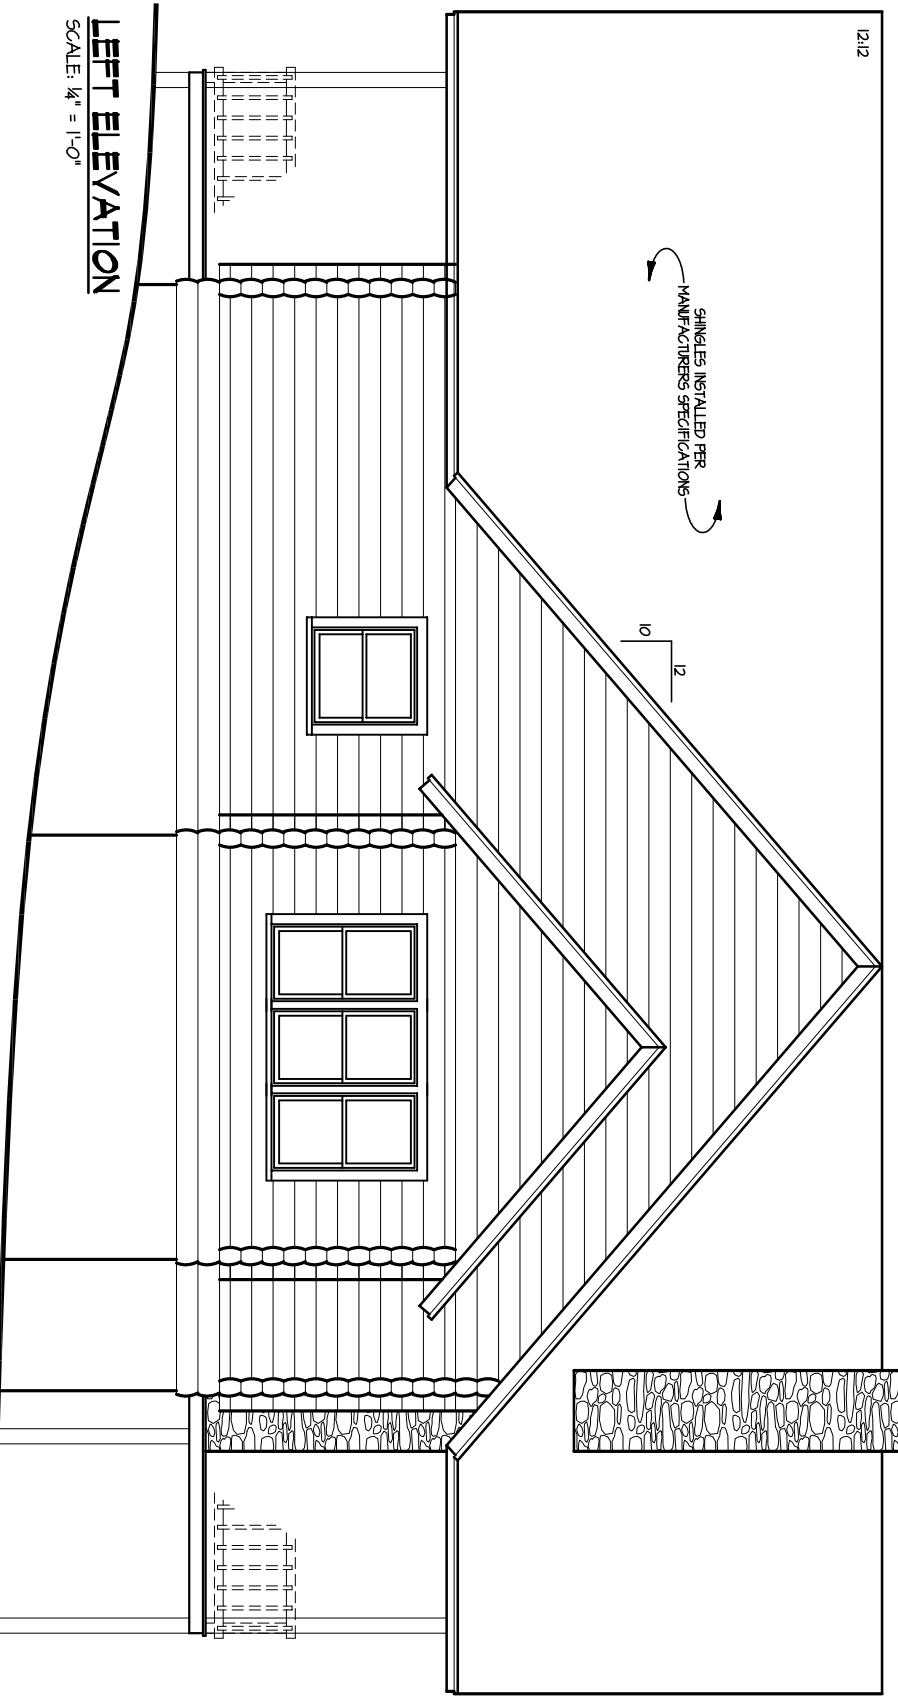 12:12
SHINGLES INSTALLED PER
MANUFACTURERS SPECIFICATIONS
12
10
LEFT ELEVATION
SCALE: ¼" = 1'-0"